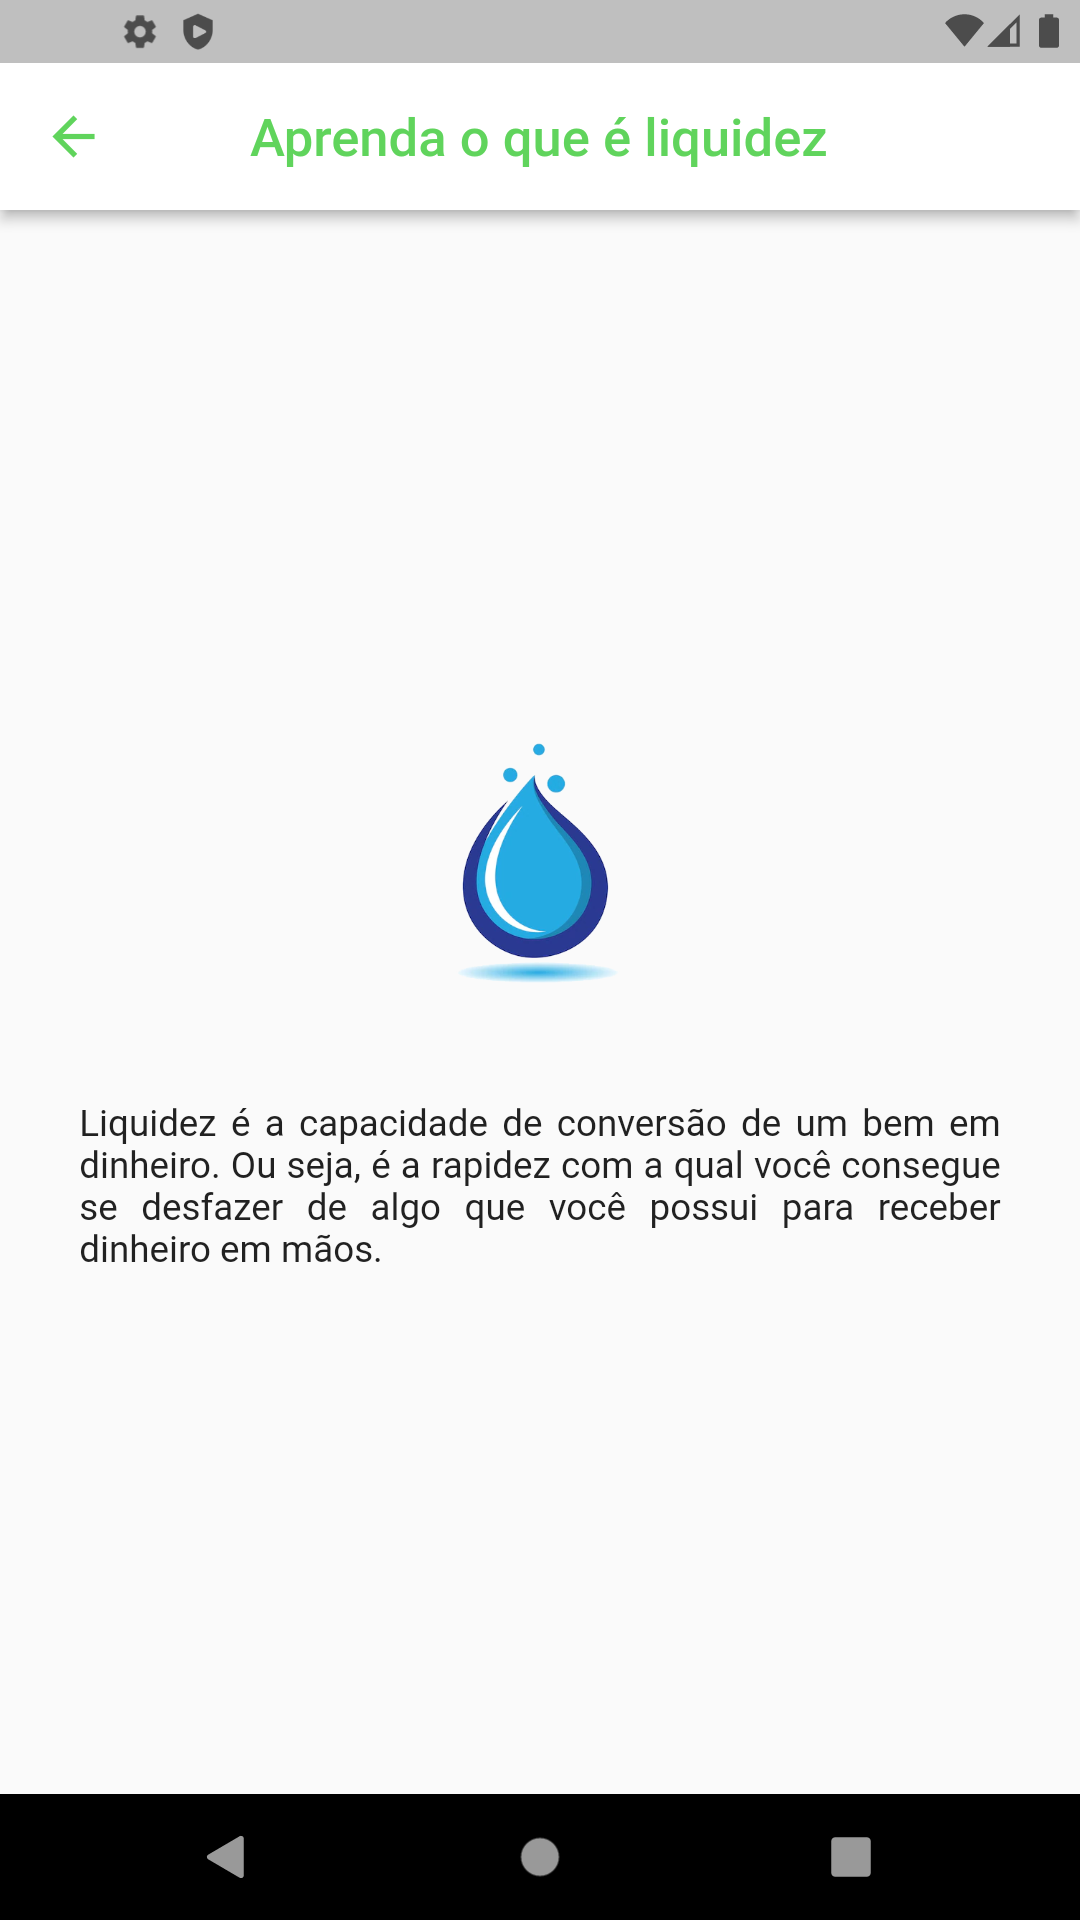 Aprenda o que é liquidez
Liquidez é a capacidade de conversão de um bem em
dinheiro. Ou seja, é a rapidez com a qual você consegue
se desfazer de algo que você possui para receber
dinheiro em mãos.